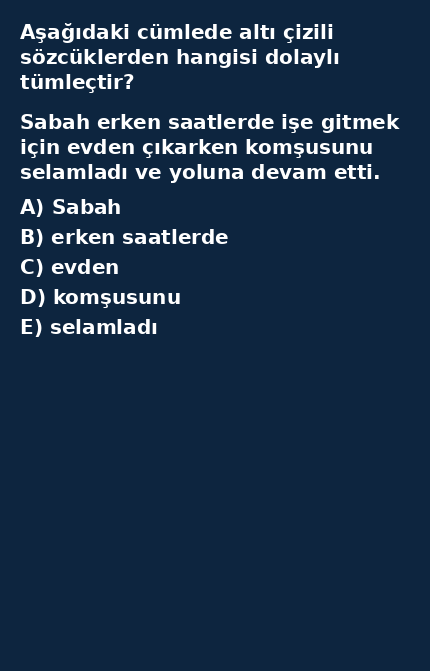 Aşağıdaki cümlede altı çizili
sözcüklerden hangisi dolaylı
tümleçtir?
Sabah erken saatlerde işe gitmek
için evden çıkarken komşusunu
selamladı ve yoluna devam etti.
A) Sabah
B) erken saatlerde
C) evden
D) komşusunu
E) selamladı